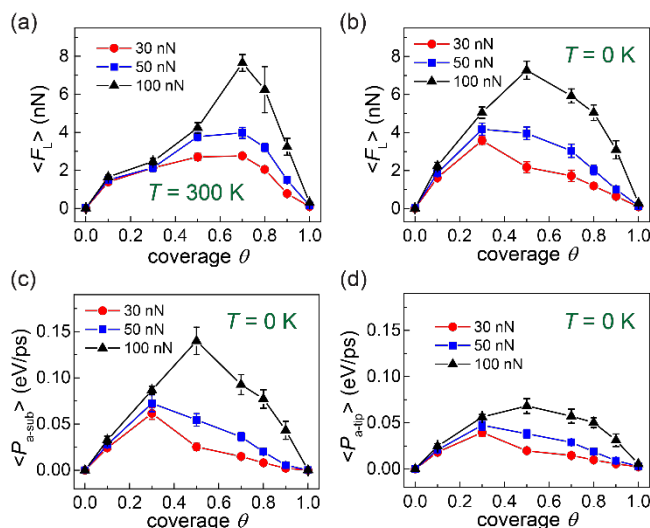 (a)
30 nN
50 nN
100 nN
T = 300 K
<F_L> (nN)
8
6
4
2
0
0.0 0.2 0.4 0.6 0.8 1.0
coverage θ
(b)
30 nN
50 nN
100 nN
T = 0 K
<F_L> (nN)
8
6
4
2
0
0.0 0.2 0.4 0.6 0.8 1.0
coverage θ
(c)
30 nN
50 nN
100 nN
T = 0 K
<P_a-sub> (eV/ps)
0.15
0.10
0.05
0.00
0.0 0.2 0.4 0.6 0.8 1.0
coverage θ
(d)
T = 0 K
30 nN
50 nN
100 nN
<P_a-tip> (eV/ps)
0.15
0.10
0.05
0.00
0.0 0.2 0.4 0.6 0.8 1.0
coverage θ